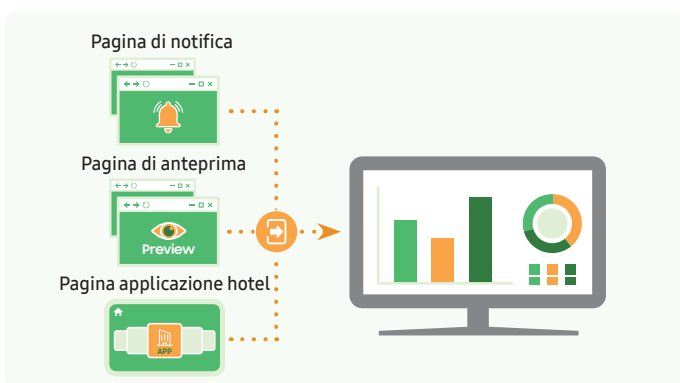 Pagina di notifica
Pagina di anteprima
Preview
Pagina applicazione hotel
APP